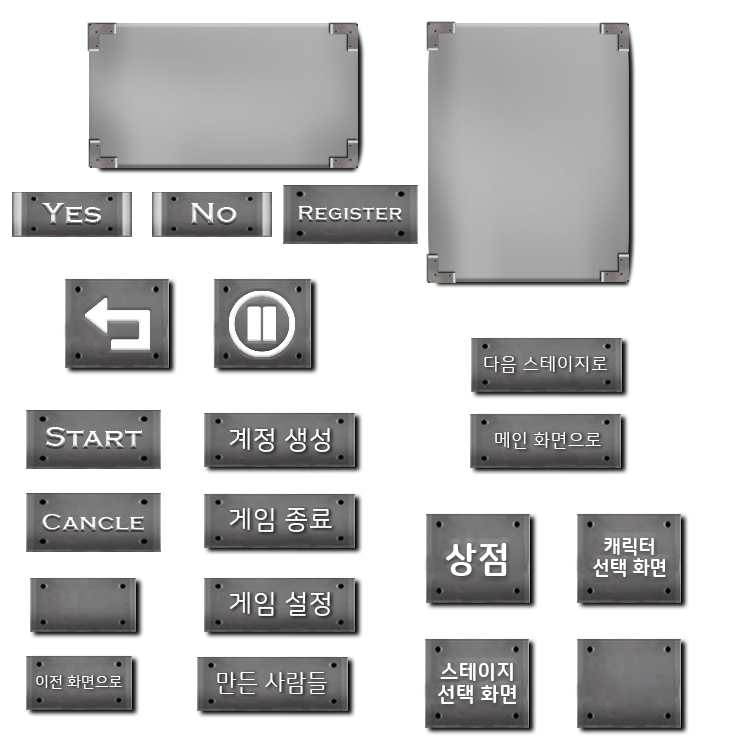 Yes
No
Register
다음 스테이지로
Start
계정 생성
메인 화면으로
Cancle
게임 종료
상점
캐릭터
선택 화면
게임 설정
이전 화면으로
만든 사람들
스테이지
선택 화면